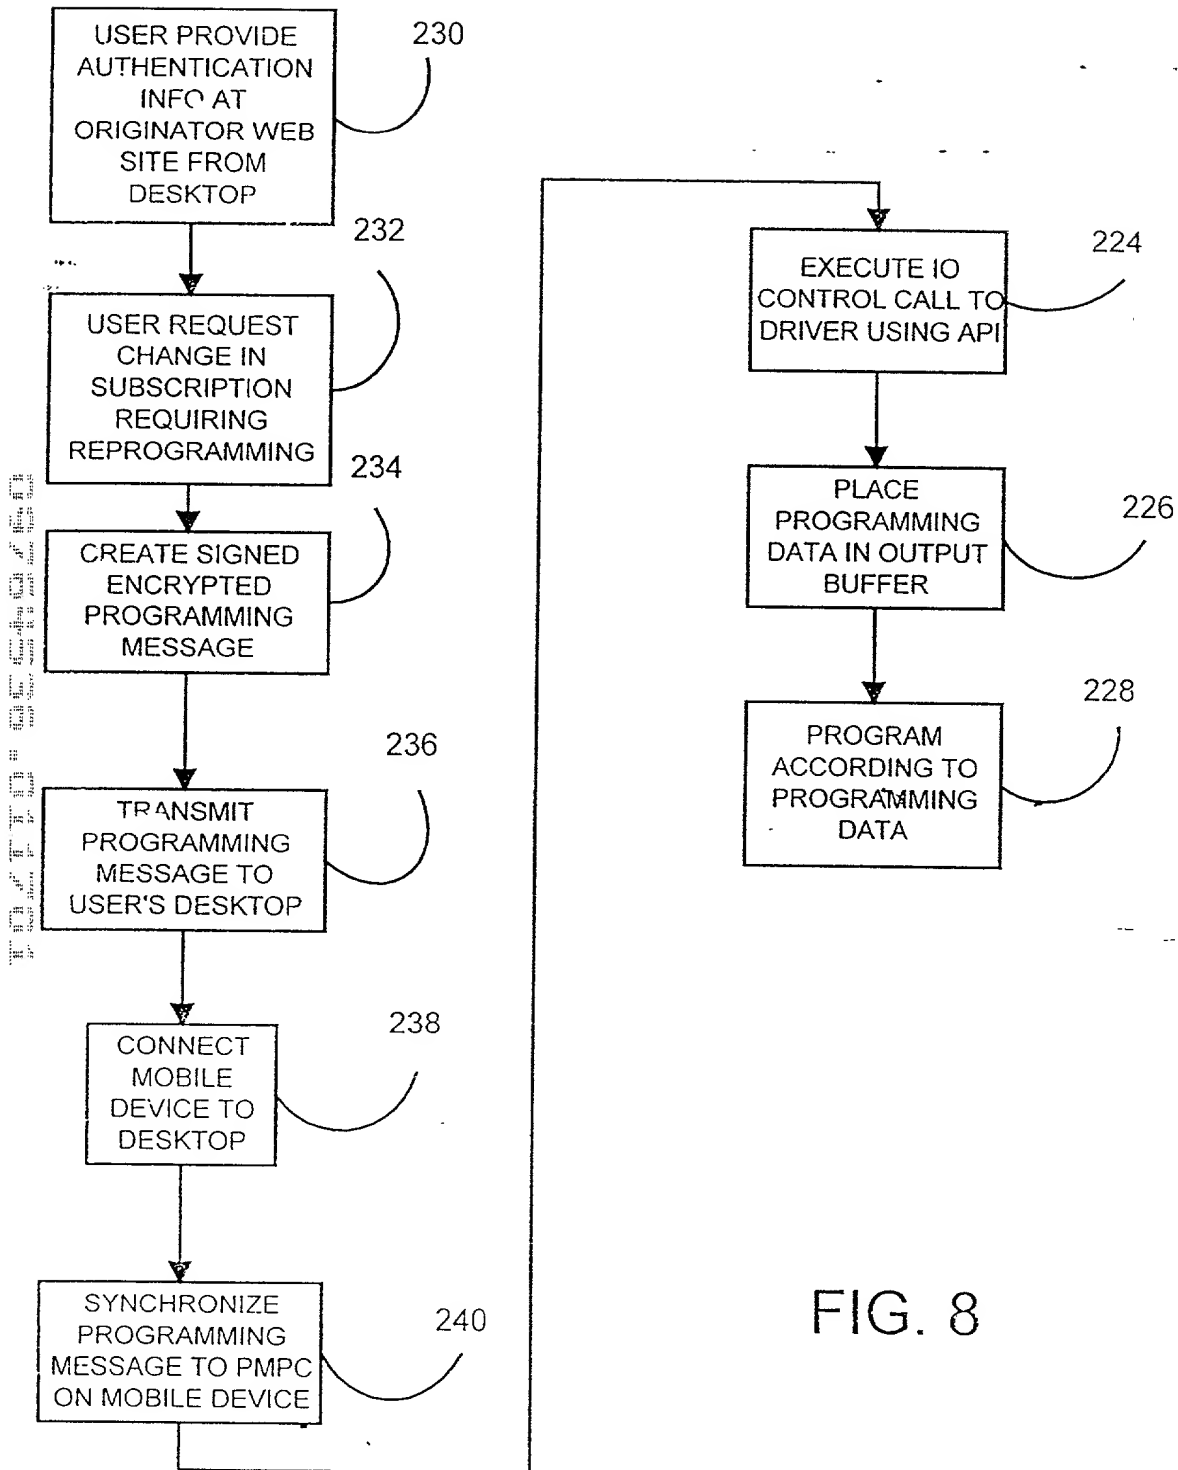 USER PROVIDE
AUTHENTICATION
INFO AT
ORIGINATOR WEB
SITE FROM
DESKTOP
230
USER REQUEST
CHANGE IN
SUBSCRIPTION
REQUIRING
REPROGRAMMING
232
CREATE SIGNED
ENCRYPTED
PROGRAMMING
MESSAGE
234
TRANSMIT
PROGRAMMING
MESSAGE TO
USER'S DESKTOP
236
CONNECT
MOBILE
DEVICE TO
DESKTOP
238
SYNCHRONIZE
PROGRAMMING
MESSAGE TO PMPC
ON MOBILE DEVICE
240
EXECUTE IO
CONTROL CALL TO
DRIVER USING API
224
PLACE
PROGRAMMING
DATA IN OUTPUT
BUFFER
226
PROGRAM
ACCORDING TO
PROGRAMMING
DATA
228
FIG. 8